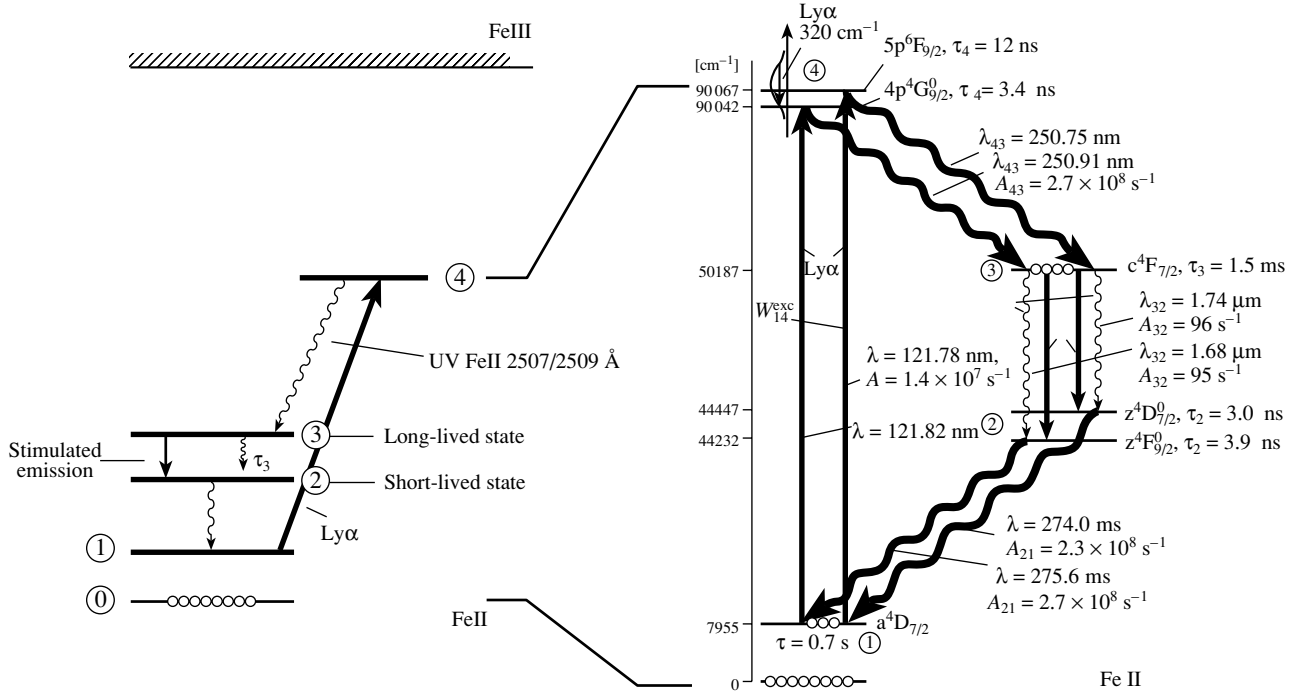 FeIII
④
UV FeII 2507/2509 Å
③
Long-lived state
Stimulated
emission
τ3
②
Short-lived state
Lyα
①
⓪
FeII
Lyα
320 cm−1
[cm−1]
④
5p6F9/2, τ4 = 12 ns
90 067
4p4G09/2, τ 4= 3.4 ns
90 042
λ43 = 250.75 nm
λ43 = 250.91 nm
A43 = 2.7 × 108 s−1
50187
Lyα
③
c4F7/2, τ3 = 1.5 ms
Wexc14
λ32 = 1.74 μm
A32 = 96 s−1
λ32 = 1.68 μm
A32 = 95 s−1
λ = 121.78 nm,
A = 1.4 × 107 s−1
44447
z4D07/2, τ2 = 3.0 ns
②
λ = 121.82 nm
44232
z4F09/2, τ2 = 3.9 ns
λ = 274.0 ms
A21 = 2.3 × 108 s−1
λ = 275.6 ms
A21 = 2.7 × 108 s−1
7955
a4D7/2
τ = 0.7 s ①
0
Fe II